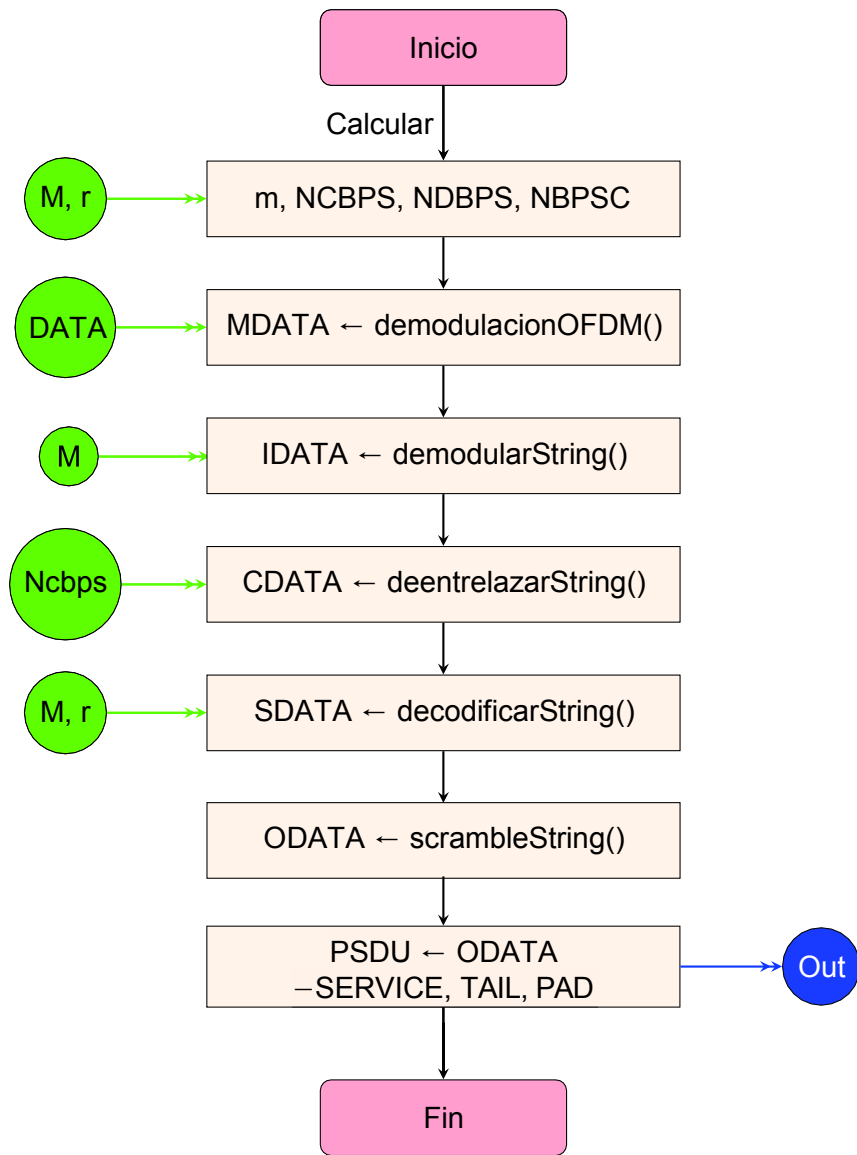 Inicio
Calcular
M, r
m, NCBPS, NDBPS, NBPSC
DATA
MDATA ← demodulacionOFDM()
M
IDATA ← demodularString()
Ncbps
CDATA ← deentrelazarString()
M, r
SDATA ← decodificarString()
ODATA ← scrambleString()
PSDU ← ODATA
−SERVICE, TAIL, PAD
Out
Fin